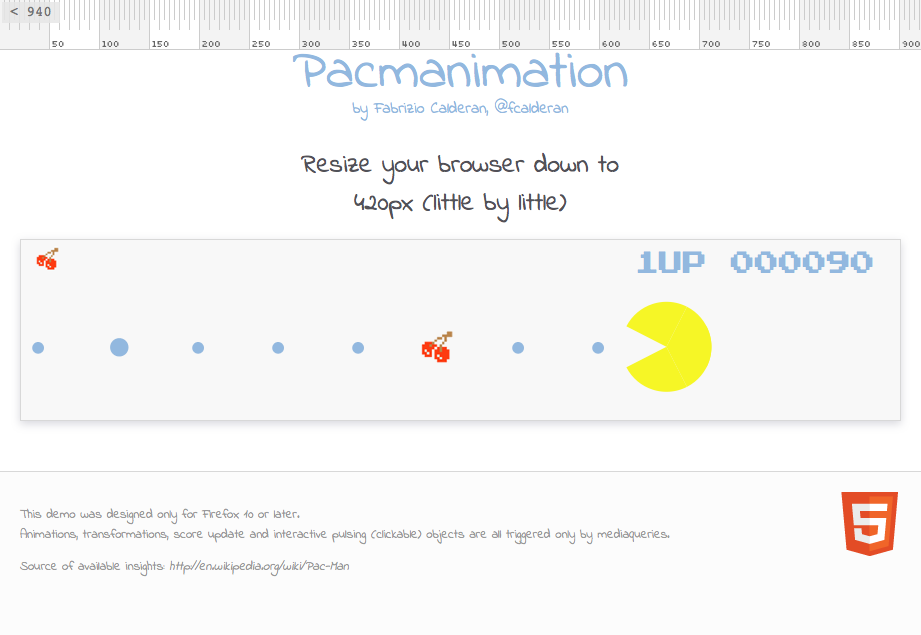 < 940
50 100 150 200 250 300 350 400 450 500 550 600 650 700 750 800 850 900
Pacmanimation
by Fabrizio Calderan, @fcalderan
Resize your browser down to
420px (little by little)
1UP 000090
This demo was designed only for Firefox 10 or later.
Animations, transformations, score update and interactive pulsing (clickable) objects are all triggered only by mediaqueries.
Source of available insights: http://en.wikipedia.org/wiki/Pac-Man
5